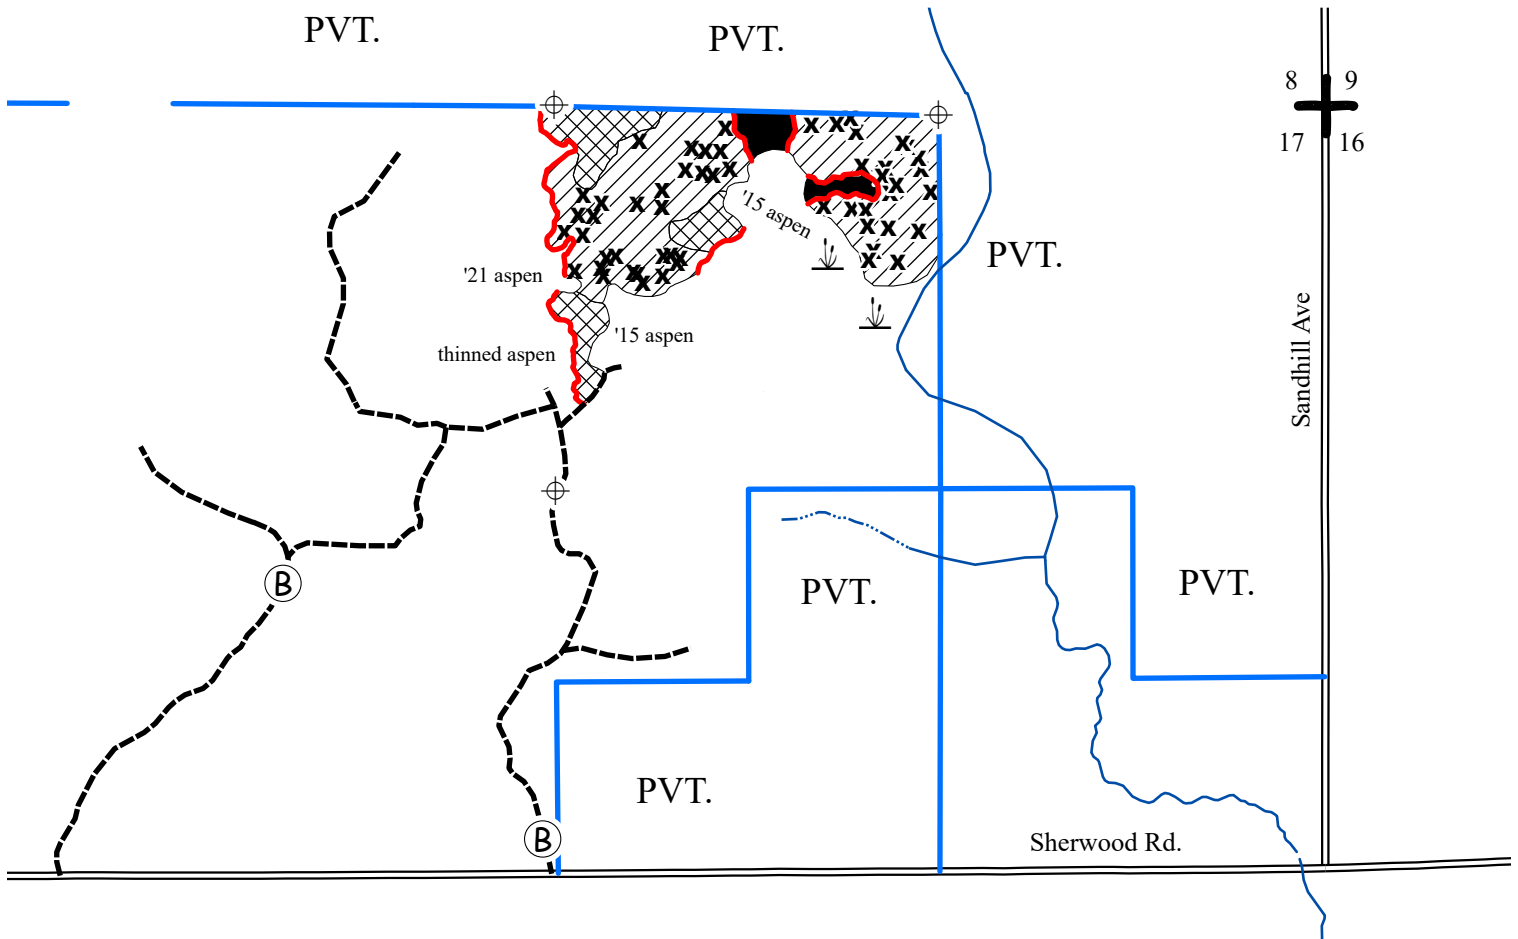 PVT.
PVT.
8
9
17
16
'15 aspen
PVT.
'21 aspen
'15 aspen
thinned aspen
Sandhill Ave
B
PVT.
PVT.
PVT.
B
Sherwood Rd.